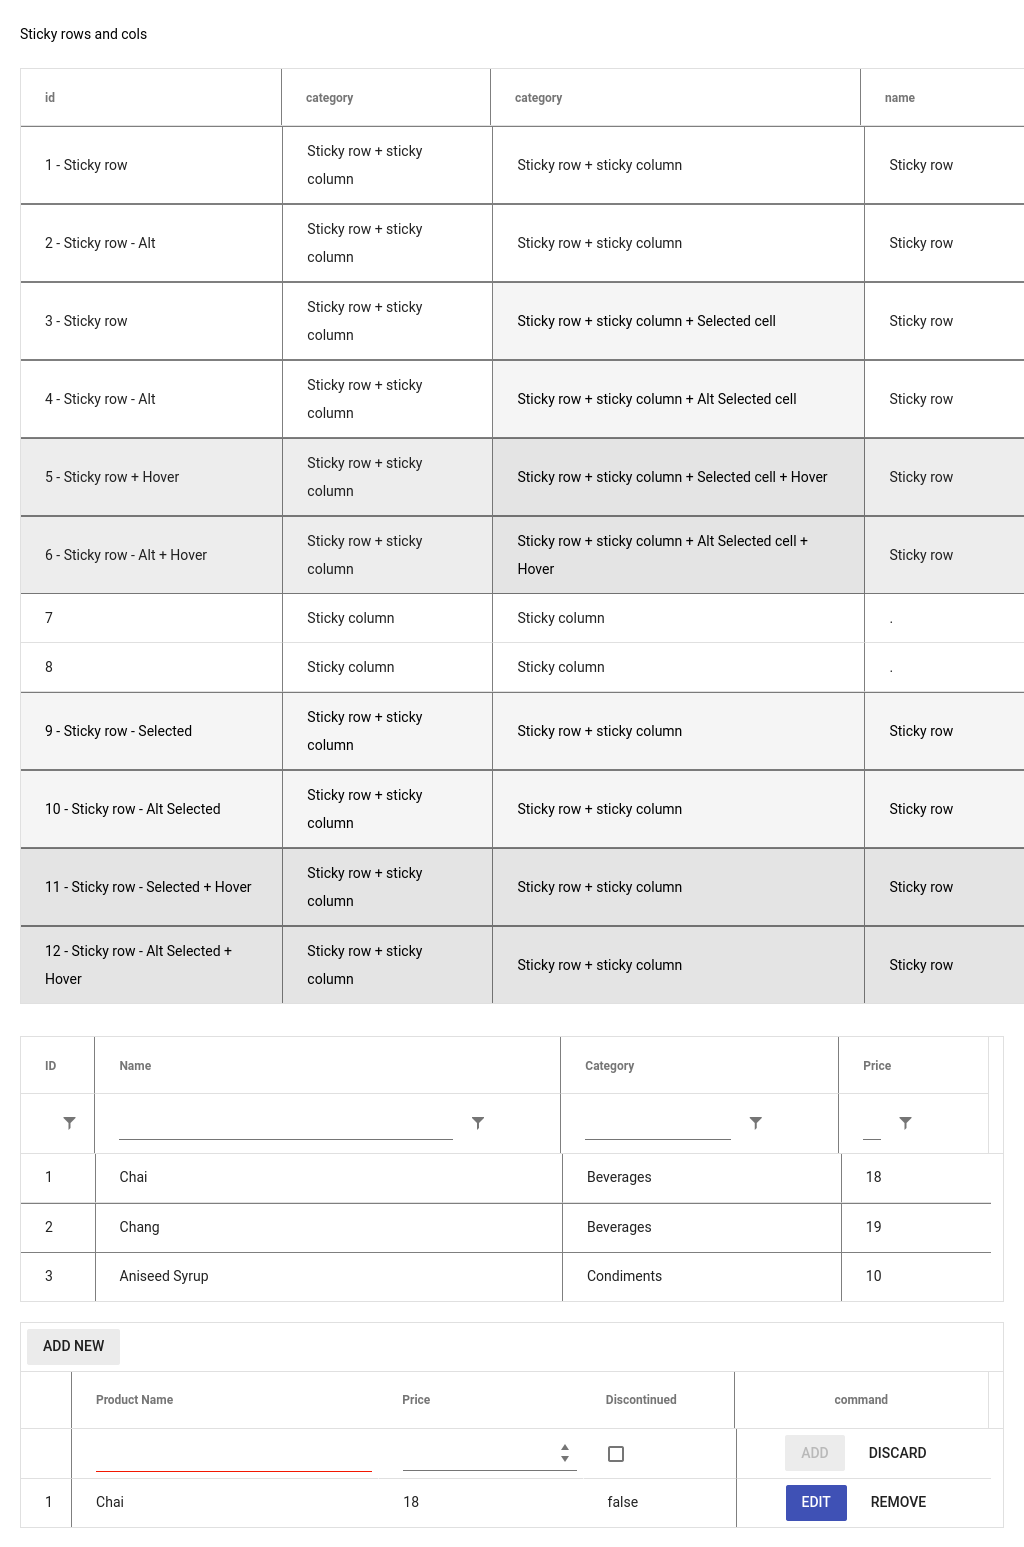 Sticky rows and cols
id category category name
1 - Sticky row Sticky row + sticky column Sticky row + sticky column Sticky row
2 - Sticky row - Alt Sticky row + sticky column Sticky row + sticky column Sticky row
3 - Sticky row Sticky row + sticky column Sticky row + sticky column + Selected cell Sticky row
4 - Sticky row - Alt Sticky row + sticky column Sticky row + sticky column + Alt Selected cell Sticky row
5 - Sticky row + Hover Sticky row + sticky column Sticky row + sticky column + Selected cell + Hover Sticky row
6 - Sticky row - Alt + Hover Sticky row + sticky column Sticky row + sticky column + Alt Selected cell + Hover Sticky row
7 Sticky column Sticky column .
8 Sticky column Sticky column .
9 - Sticky row - Selected Sticky row + sticky column Sticky row + sticky column Sticky row
10 - Sticky row - Alt Selected Sticky row + sticky column Sticky row + sticky column Sticky row
11 - Sticky row - Selected + Hover Sticky row + sticky column Sticky row + sticky column Sticky row
12 - Sticky row - Alt Selected + Hover Sticky row + sticky column Sticky row + sticky column Sticky row
ID Name Category Price
1 Chai Beverages 18
2 Chang Beverages 19
3 Aniseed Syrup Condiments 10
ADD NEW
Product Name Price Discontinued command
ADD DISCARD
1 Chai 18 false EDIT REMOVE